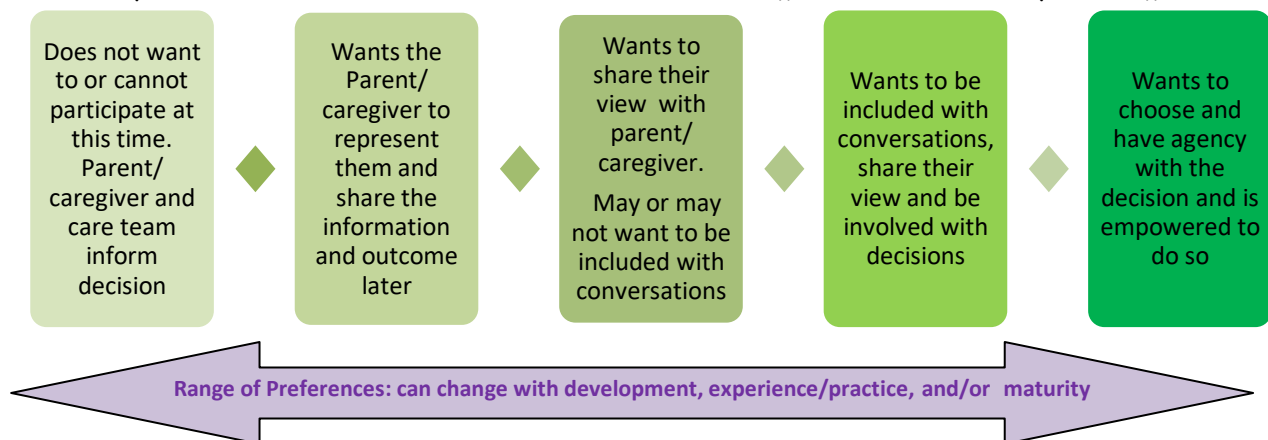 Does not want
to or cannot
participate at
this time.
Parent/
caregiver and
care team
inform
decision
Wants the
Parent/
caregiver to
represent
them and
share the
information
and outcome
later
Wants to
share their
view with
parent/
caregiver.
May or may
not want to be
included with
conversations
Wants to be
included with
conversations,
share their
view and be
involved with
decisions
Wants to
choose and
have agency
with the
decision and is
empowered to
do so
Range of Preferences: can change with development, experience/practice, and/or maturity